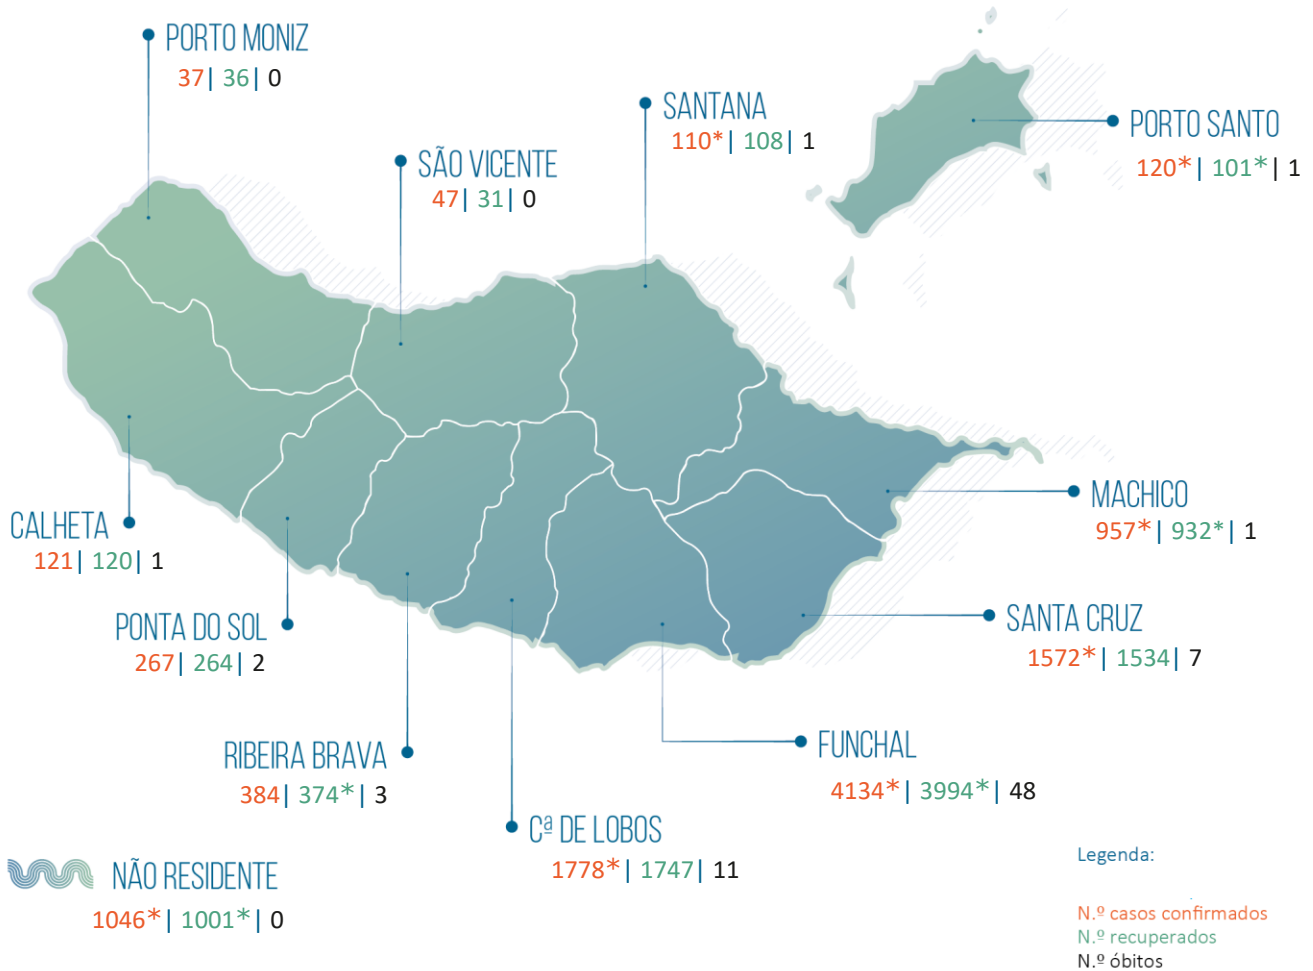 PORTO MONIZ
37| 36| 0
SANTANA
110*| 108| 1
PORTO SANTO
120*| 101*| 1
SÃO VICENTE
47| 31| 0
MACHICO
957*| 932*| 1
CALHETA
121| 120| 1
PONTA DO SOL
267| 264| 2
SANTA CRUZ
1572*| 1534| 7
RIBEIRA BRAVA
384| 374*| 3
FUNCHAL
4134*| 3994*| 48
Cª DE LOBOS
1778*| 1747| 11
NÃO RESIDENTE
1046*| 1001*| 0
Legenda:
N.º casos confirmados
N.º recuperados
N.º óbitos